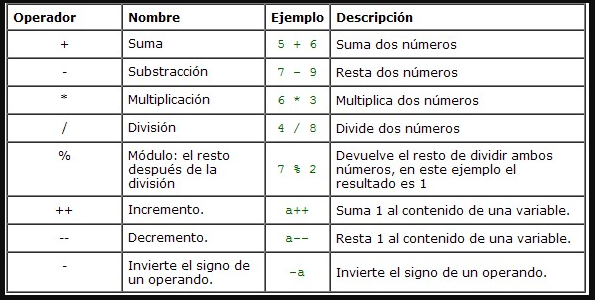 Operador Nombre Ejemplo Descripción
+ Suma 5 + 6 Suma dos números
- Substracción 7 - 9 Resta dos números
* Multiplicación 6 * 3 Multiplica dos números
/ División 4 / 8 Divide dos números
% Módulo: el resto después de la división 7 % 2 Devuelve el resto de dividir ambos números, en este ejemplo el resultado es 1
++ Incremento. a++ Suma 1 al contenido de una variable.
-- Decremento. a-- Resta 1 al contenido de una variable.
- Invierte el signo de un operando. -a Invierte el signo de un operando.